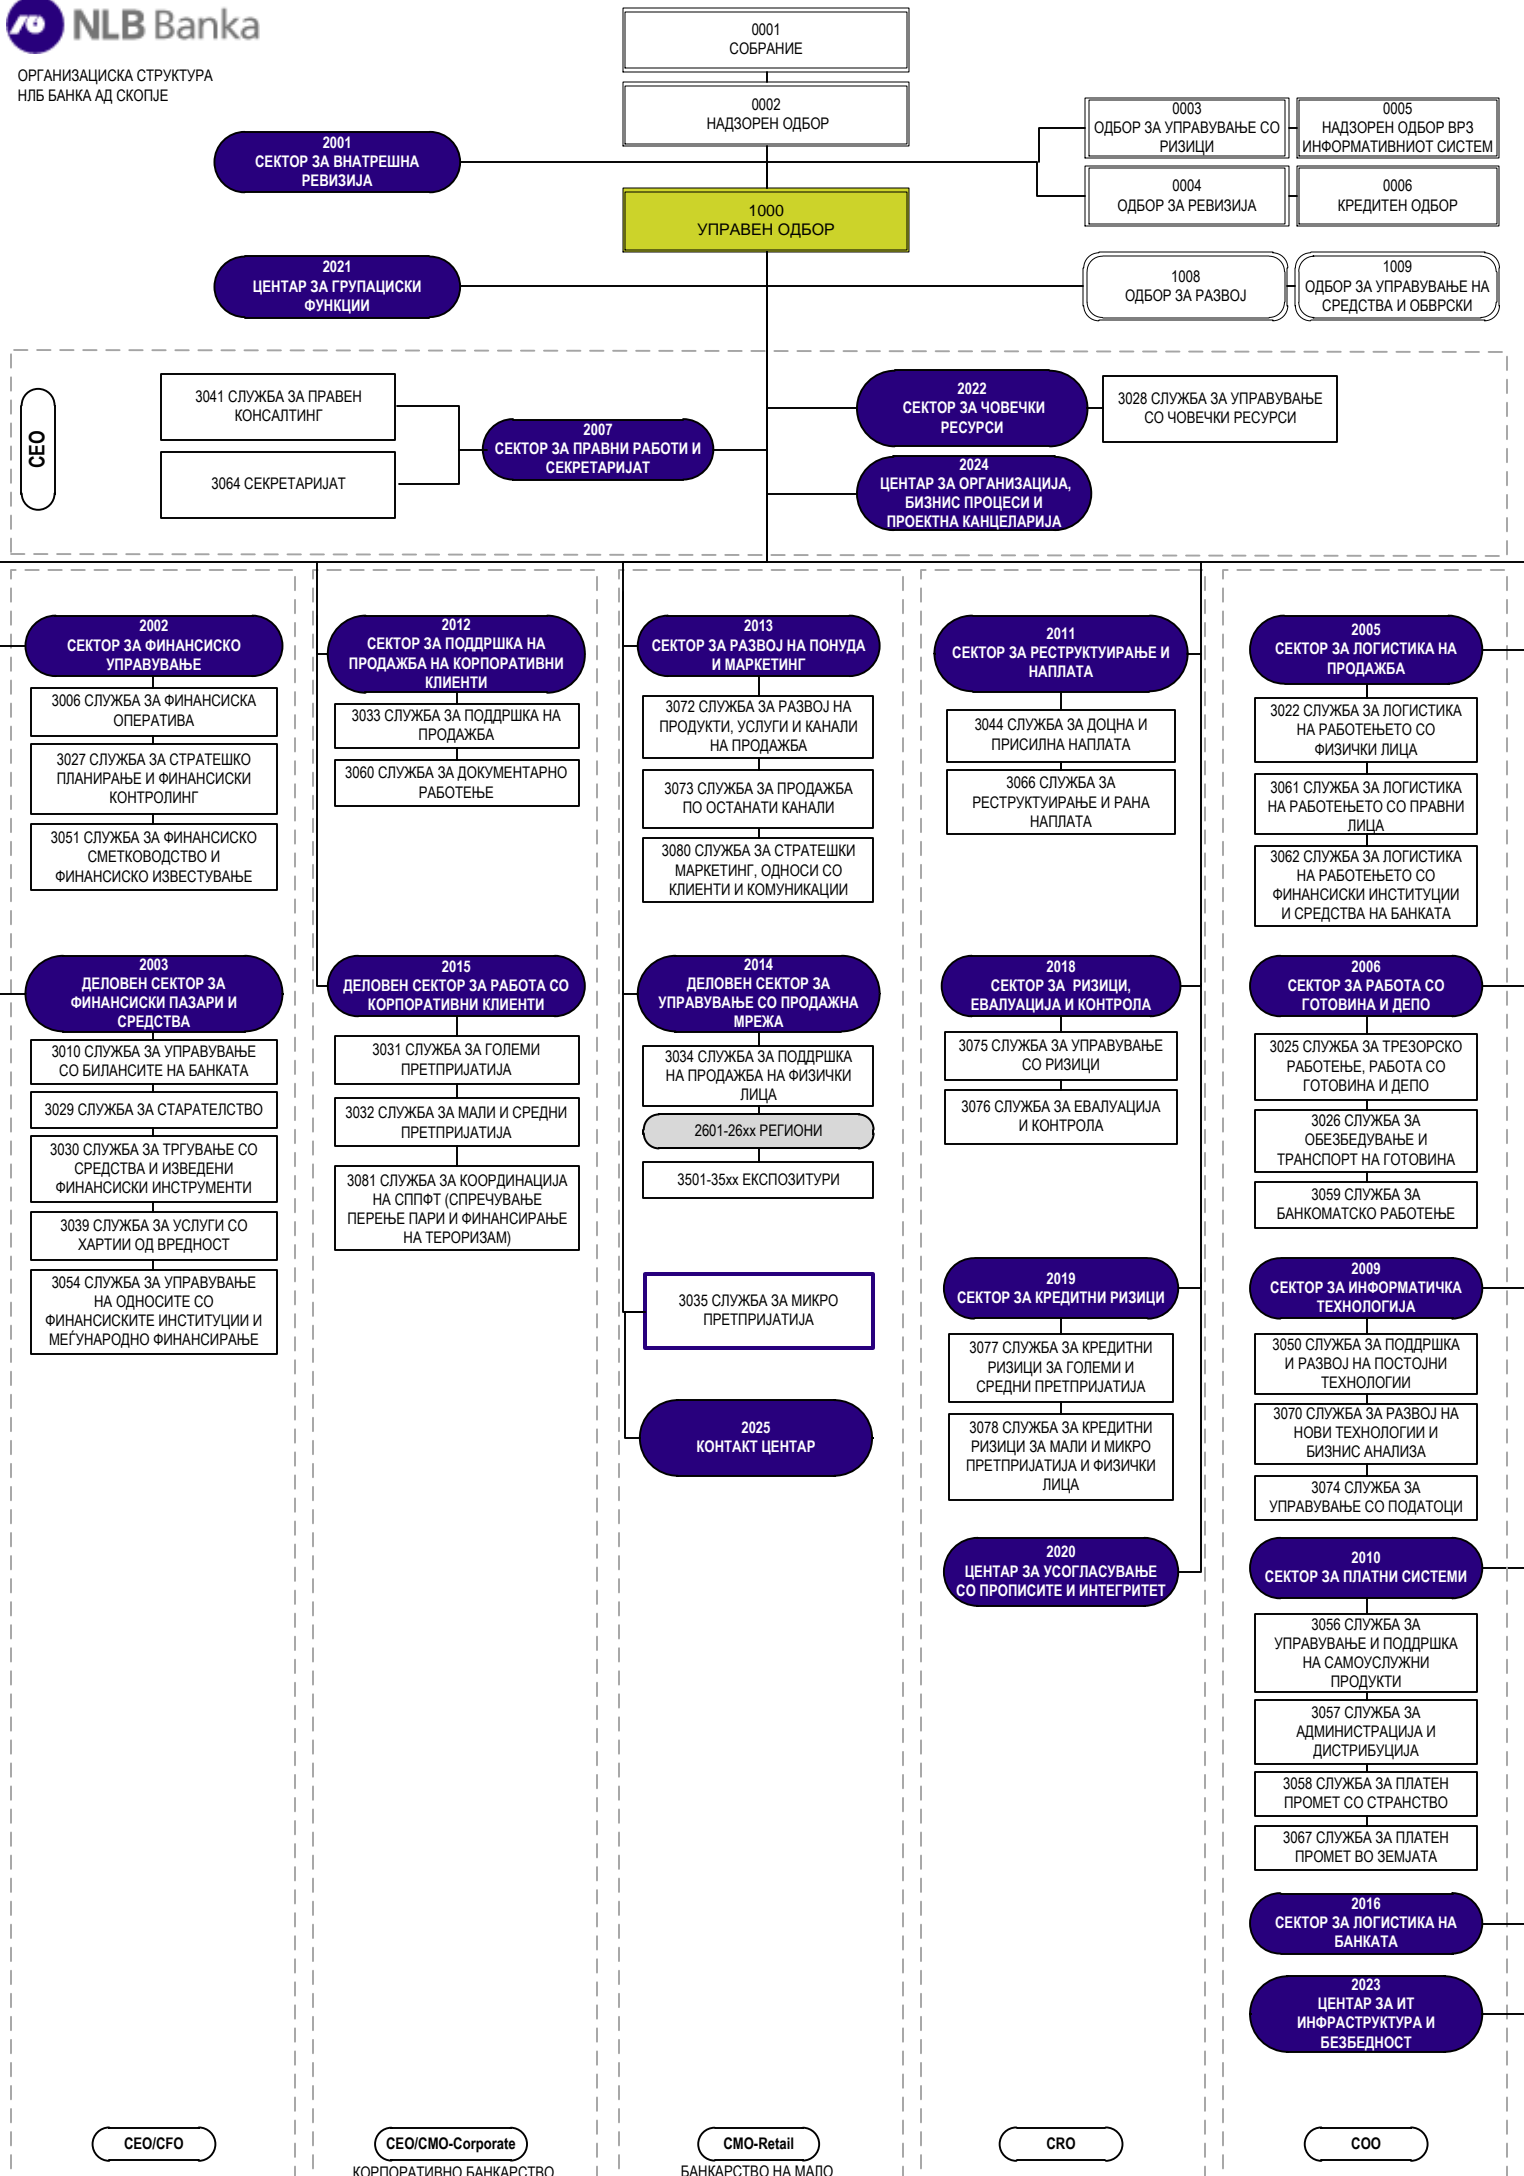 NLB Banka
ОРГАНИЗАЦИСКА СТРУКТУРА
НЛБ БАНКА АД СКОПЈЕ
0001
СОБРАНИЕ
0002
НАДЗОРЕН ОДБОР
2001
СЕКТОР ЗА ВНАТРЕШНА
РЕВИЗИЈА
0003
ОДБОР ЗА УПРАВУВАЊЕ СО
РИЗИЦИ
0005
НАДЗОРЕН ОДБОР ВРЗ
ИНФОРМАТИВНИОТ СИСТЕМ
0004
ОДБОР ЗА РЕВИЗИЈА
0006
КРЕДИТЕН ОДБОР
1000
УПРАВЕН ОДБОР
2021
ЦЕНТАР ЗА ГРУПАЦИСКИ
ФУНКЦИИ
1008
ОДБОР ЗА РАЗВОЈ
1009
ОДБОР ЗА УПРАВУВАЊЕ НА
СРЕДСТВА И ОБВРСКИ
CEO
3041 СЛУЖБА ЗА ПРАВЕН
КОНСАЛТИНГ
3064 СЕКРЕТАРИЈАТ
2007
СЕКТОР ЗА ПРАВНИ РАБОТИ И
СЕКРЕТАРИЈАТ
2022
СЕКТОР ЗА ЧОВЕЧКИ
РЕСУРСИ
3028 СЛУЖБА ЗА УПРАВУВАЊЕ
СО ЧОВЕЧКИ РЕСУРСИ
2024
ЦЕНТАР ЗА ОРГАНИЗАЦИЈА,
БИЗНИС ПРОЦЕСИ И
ПРОЕКТНА КАНЦЕЛАРИЈА
2002
СЕКТОР ЗА ФИНАНСИСКО
УПРАВУВАЊЕ
3006 СЛУЖБА ЗА ФИНАНСИСКА
ОПЕРАТИВА
3027 СЛУЖБА ЗА СТРАТЕШКО
ПЛАНИРАЊЕ И ФИНАНСИСКИ
КОНТРОЛИНГ
3051 СЛУЖБА ЗА ФИНАНСИСКО
СМЕТКОВОДСТВО И
ФИНАНСИСКО ИЗВЕСТУВАЊЕ
2003
ДЕЛОВЕН СЕКТОР ЗА
ФИНАНСИСКИ ПАЗАРИ И
СРЕДСТВА
3010 СЛУЖБА ЗА УПРАВУВАЊЕ
СО БИЛАНСИТЕ НА БАНКАТА
3029 СЛУЖБА ЗА СТАРАТЕЛСТВО
3030 СЛУЖБА ЗА ТРГУВАЊЕ СО
СРЕДСТВА И ИЗВЕДЕНИ
ФИНАНСИСКИ ИНСТРУМЕНТИ
3039 СЛУЖБА ЗА УСЛУГИ СО
ХАРТИИ ОД ВРЕДНОСТ
3054 СЛУЖБА ЗА УПРАВУВАЊЕ
НА ОДНОСИТЕ СО
ФИНАНСИСКИТЕ ИНСТИТУЦИИ И
МЕЃУНАРОДНО ФИНАНСИРАЊЕ
CEO/CFO
2012
СЕКТОР ЗА ПОДДРШКА НА
ПРОДАЖБА НА КОРПОРАТИВНИ
КЛИЕНТИ
3033 СЛУЖБА ЗА ПОДДРШКА НА
ПРОДАЖБА
3060 СЛУЖБА ЗА ДОКУМЕНТАРНО
РАБОТЕЊЕ
2015
ДЕЛОВЕН СЕКТОР ЗА РАБОТА СО
КОРПОРАТИВНИ КЛИЕНТИ
3031 СЛУЖБА ЗА ГОЛЕМИ
ПРЕТПРИЈАТИЈА
3032 СЛУЖБА ЗА МАЛИ И СРЕДНИ
ПРЕТПРИЈАТИЈА
3081 СЛУЖБА ЗА КООРДИНАЦИЈА
НА СППФТ (СПРЕЧУВАЊЕ
ПЕРЕЊЕ ПАРИ И ФИНАНСИРАЊЕ
НА ТЕРОРИЗАМ)
CEO/CMO-Corporate
КОРПОРАТИВНО БАНКАРСТВО
2013
СЕКТОР ЗА РАЗВОЈ НА ПОНУДА
И МАРКЕТИНГ
3072 СЛУЖБА ЗА РАЗВОЈ НА
ПРОДУКТИ, УСЛУГИ И КАНАЛИ
НА ПРОДАЖБА
3073 СЛУЖБА ЗА ПРОДАЖБА
ПО ОСТАНАТИ КАНАЛИ
3080 СЛУЖБА ЗА СТРАТЕШКИ
МАРКЕТИНГ, ОДНОСИ СО
КЛИЕНТИ И КОМУНИКАЦИИ
2014
ДЕЛОВЕН СЕКТОР ЗА
УПРАВУВАЊЕ СО ПРОДАЖНА
МРЕЖА
3034 СЛУЖБА ЗА ПОДДРШКА
НА ПРОДАЖБА НА ФИЗИЧКИ
ЛИЦА
2601-26xx РЕГИОНИ
3501-35xx ЕКСПОЗИТУРИ
3035 СЛУЖБА ЗА МИКРО
ПРЕТПРИЈАТИЈА
2025
КОНТАКТ ЦЕНТАР
CMO-Retail
БАНКАРСТВО НА МАЛО
2011
СЕКТОР ЗА РЕСТРУКТУИРАЊЕ И
НАПЛАТА
3044 СЛУЖБА ЗА ДОЦНА И
ПРИСИЛНА НАПЛАТА
3066 СЛУЖБА ЗА
РЕСТРУКТУИРАЊЕ И РАНА
НАПЛАТА
2018
СЕКТОР ЗА РИЗИЦИ,
ЕВАЛУАЦИЈА И КОНТРОЛА
3075 СЛУЖБА ЗА УПРАВУВАЊЕ
СО РИЗИЦИ
3076 СЛУЖБА ЗА ЕВАЛУАЦИЈА
И КОНТРОЛА
2019
СЕКТОР ЗА КРЕДИТНИ РИЗИЦИ
3077 СЛУЖБА ЗА КРЕДИТНИ
РИЗИЦИ ЗА ГОЛЕМИ И
СРЕДНИ ПРЕТПРИЈАТИЈА
3078 СЛУЖБА ЗА КРЕДИТНИ
РИЗИЦИ ЗА МАЛИ И МИКРО
ПРЕТПРИЈАТИЈА И ФИЗИЧКИ
ЛИЦА
2020
ЦЕНТАР ЗА УСОГЛАСУВАЊЕ
СО ПРОПИСИТЕ И ИНТЕГРИТЕТ
CRO
2005
СЕКТОР ЗА ЛОГИСТИКА НА
ПРОДАЖБА
3022 СЛУЖБА ЗА ЛОГИСТИКА
НА РАБОТЕЊЕТО СО
ФИЗИЧКИ ЛИЦА
3061 СЛУЖБА ЗА ЛОГИСТИКА
НА РАБОТЕЊЕТО СО ПРАВНИ
ЛИЦА
3062 СЛУЖБА ЗА ЛОГИСТИКА
НА РАБОТЕЊЕТО СО
ФИНАНСИСКИ ИНСТИТУЦИИ
И СРЕДСТВА НА БАНКАТА
2006
СЕКТОР ЗА РАБОТА СО
ГОТОВИНА И ДЕПО
3025 СЛУЖБА ЗА ТРЕЗОРСКО
РАБОТЕЊЕ, РАБОТА СО
ГОТОВИНА И ДЕПО
3026 СЛУЖБА ЗА
ОБЕЗБЕДУВАЊЕ И
ТРАНСПОРТ НА ГОТОВИНА
3059 СЛУЖБА ЗА
БАНКОМАТСКО РАБОТЕЊЕ
2009
СЕКТОР ЗА ИНФОРМАТИЧКА
ТЕХНОЛОГИЈА
3050 СЛУЖБА ЗА ПОДДРШКА
И РАЗВОЈ НА ПОСТОЈНИ
ТЕХНОЛОГИИ
3070 СЛУЖБА ЗА РАЗВОЈ НА
НОВИ ТЕХНОЛОГИИ И
БИЗНИС АНАЛИЗА
3074 СЛУЖБА ЗА
УПРАВУВАЊЕ СО ПОДАТОЦИ
2010
СЕКТОР ЗА ПЛАТНИ СИСТЕМИ
3056 СЛУЖБА ЗА
УПРАВУВАЊЕ И ПОДДРШКА
НА САМОУСЛУЖНИ
ПРОДУКТИ
3057 СЛУЖБА ЗА
АДМИНИСТРАЦИЈА И
ДИСТРИБУЦИЈА
3058 СЛУЖБА ЗА ПЛАТЕН
ПРОМЕТ СО СТРАНСТВО
3067 СЛУЖБА ЗА ПЛАТЕН
ПРОМЕТ ВО ЗЕМЈАТА
2016
СЕКТОР ЗА ЛОГИСТИКА НА
БАНКАТА
2023
ЦЕНТАР ЗА ИТ
ИНФРАСТРУКТУРА И
БЕЗБЕДНОСТ
COO